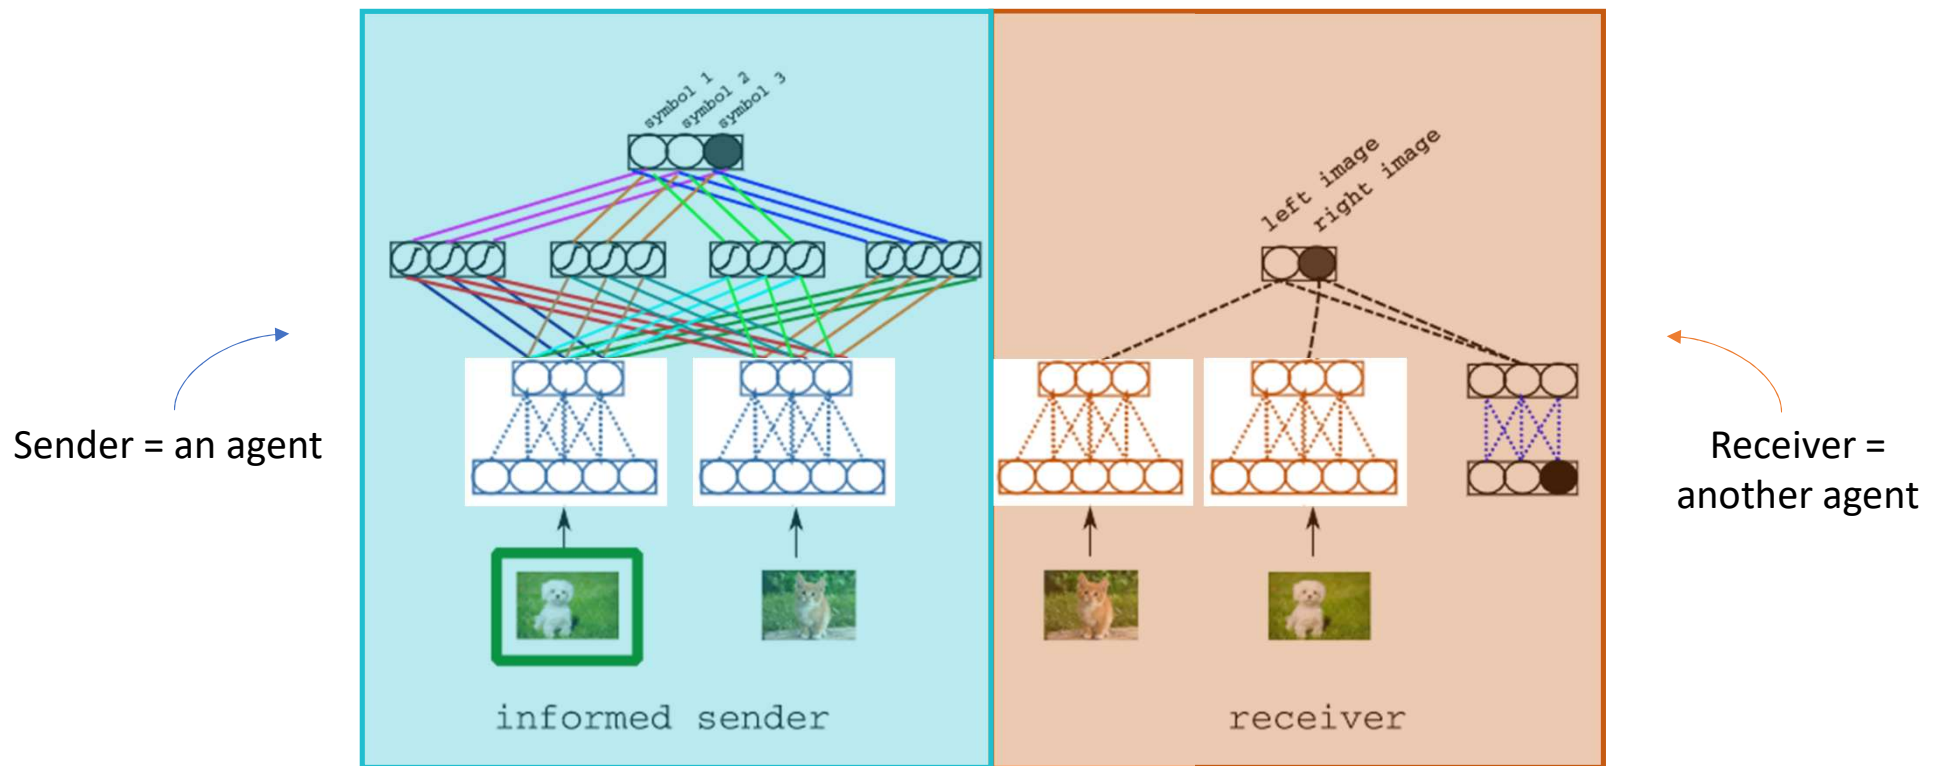 symbol 1
symbol 2
symbol 3
left image
right image
Sender = an agent
Receiver =
another agent
informed sender
receiver